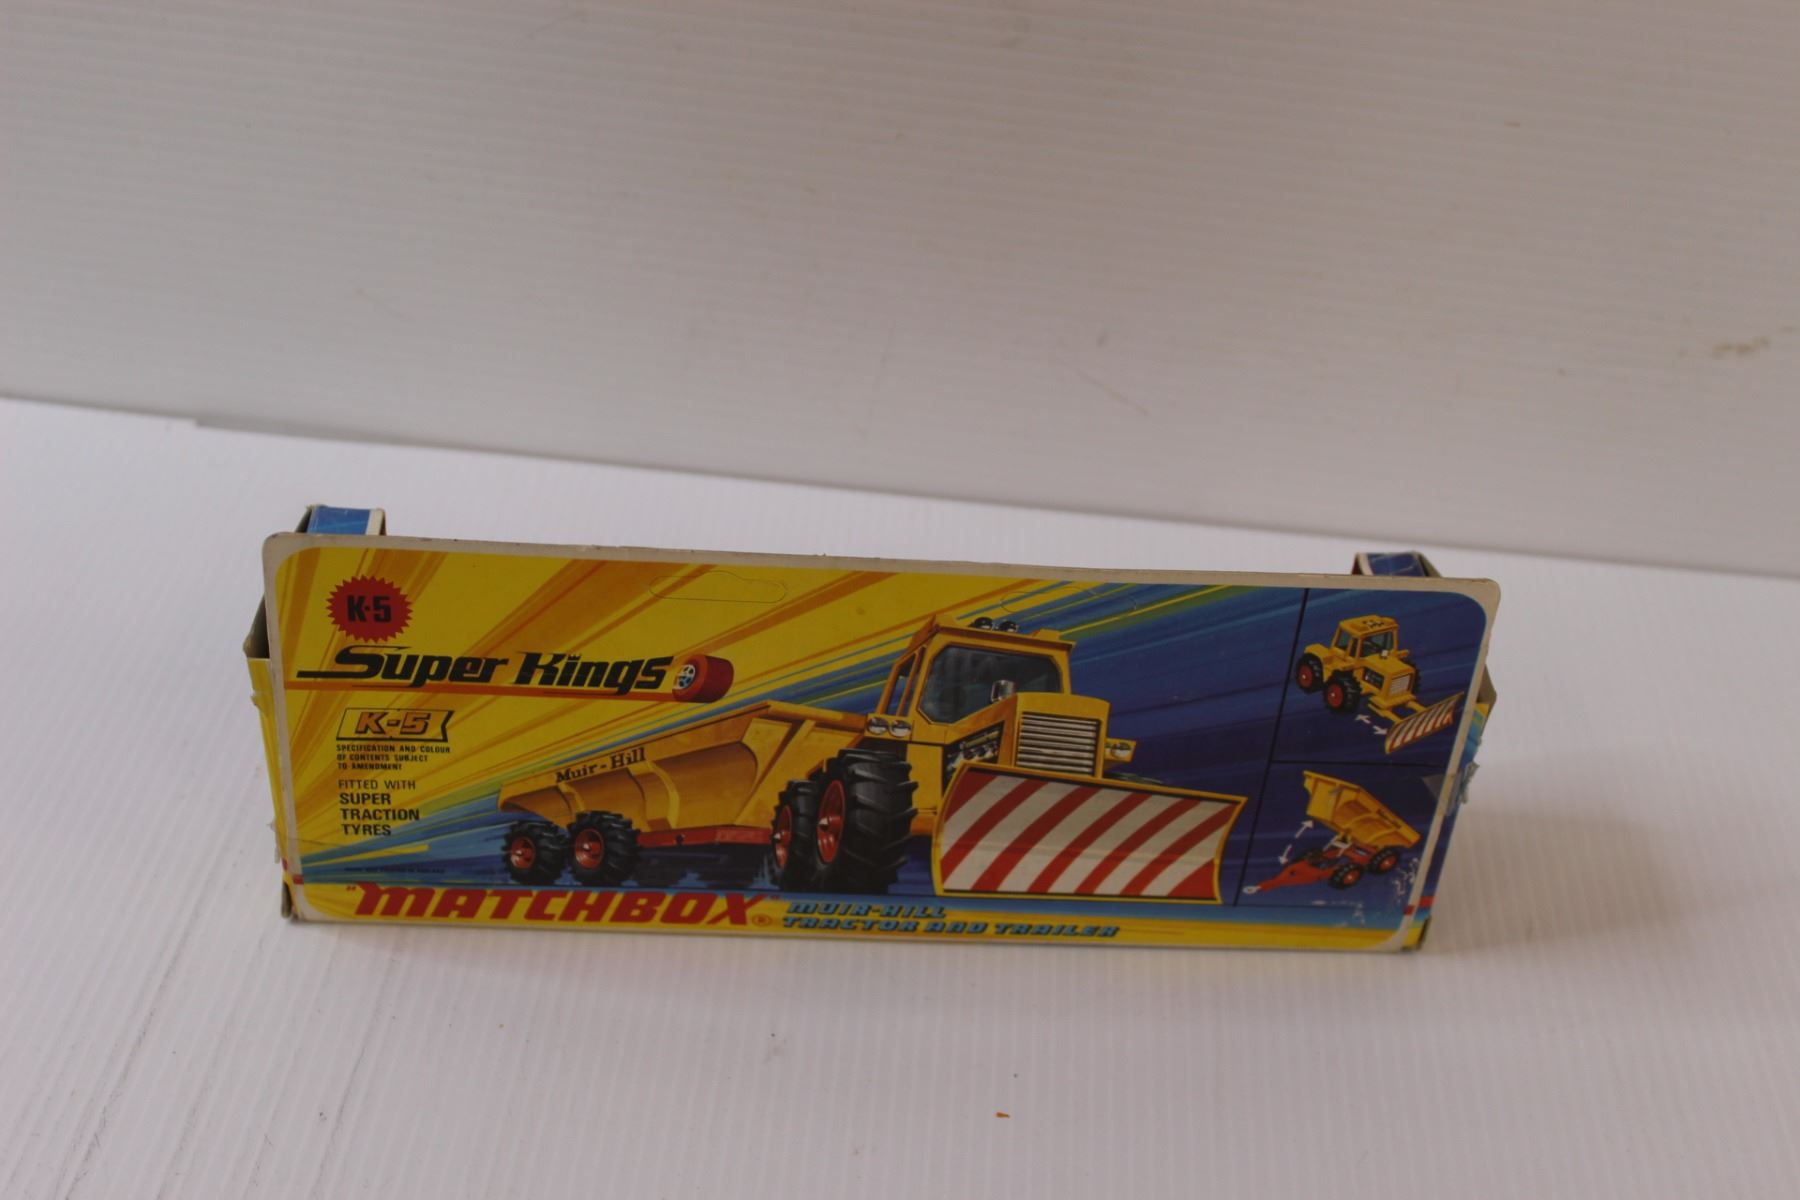 K-5
Super Kings
K-5
SPECIFICATION AND COLOUR
OF CONTENTS SUBJECT
TO AMENDMENT
FITTED WITH
SUPER
TRACTION
TYRES
Muir-Hill
"MATCHBOX"®
MUIR-HILL
TRACTOR AND TRAILER